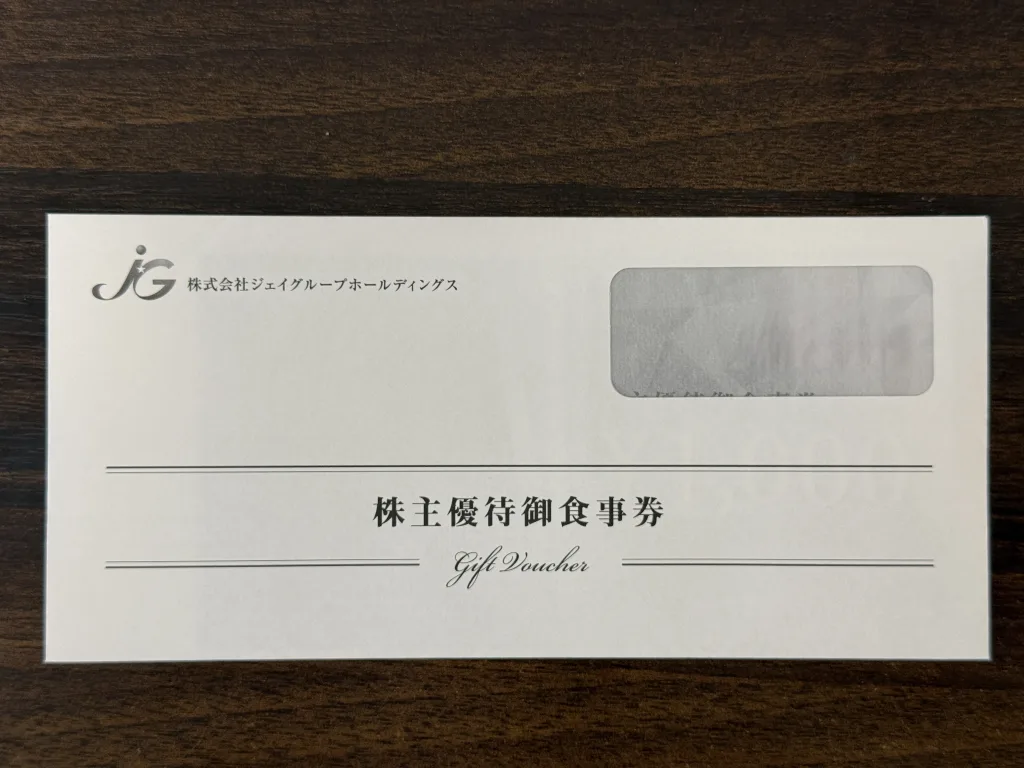 JG 株式会社ジェイグループホールディングス
株主優待御食事券
Gift Voucher